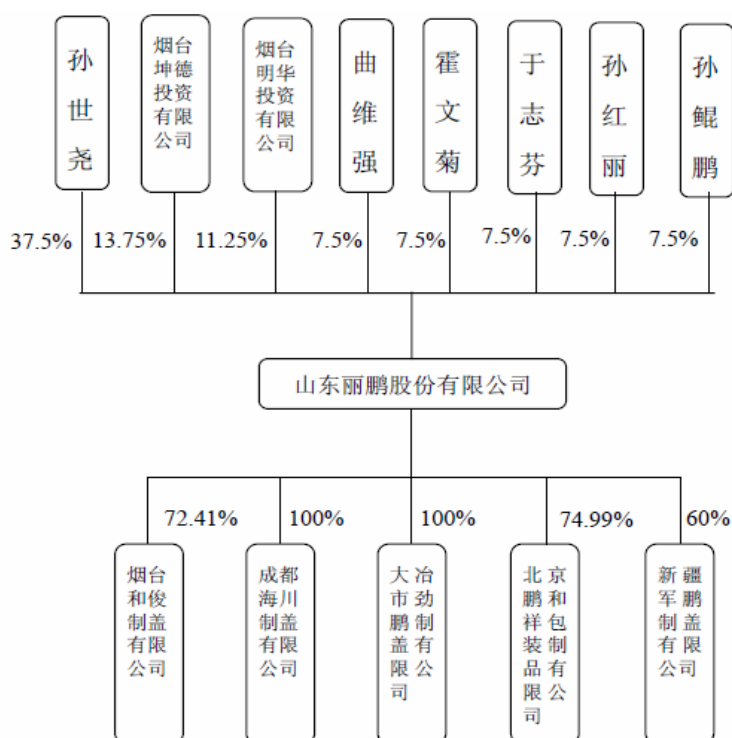 孙世尧
烟台
坤德
投资
有限
公司
烟台
明华
投资
有限
公司
曲维强
霍文菊
于志芬
孙红丽
孙鲲鹏
37.5%
13.75%
11.25%
7.5%
7.5%
7.5%
7.5%
7.5%
山东丽鹏股份有限公司
72.41%
100%
100%
74.99%
60%
烟台
和俊
制盖
有限
公司
成都
海川
制盖
有限
公司
大冶
市劲
鹏制
盖有
限公
司
北京
鹏和
祥包
装制
品有
限公
司
新疆
军鹏
制盖
有限
公司